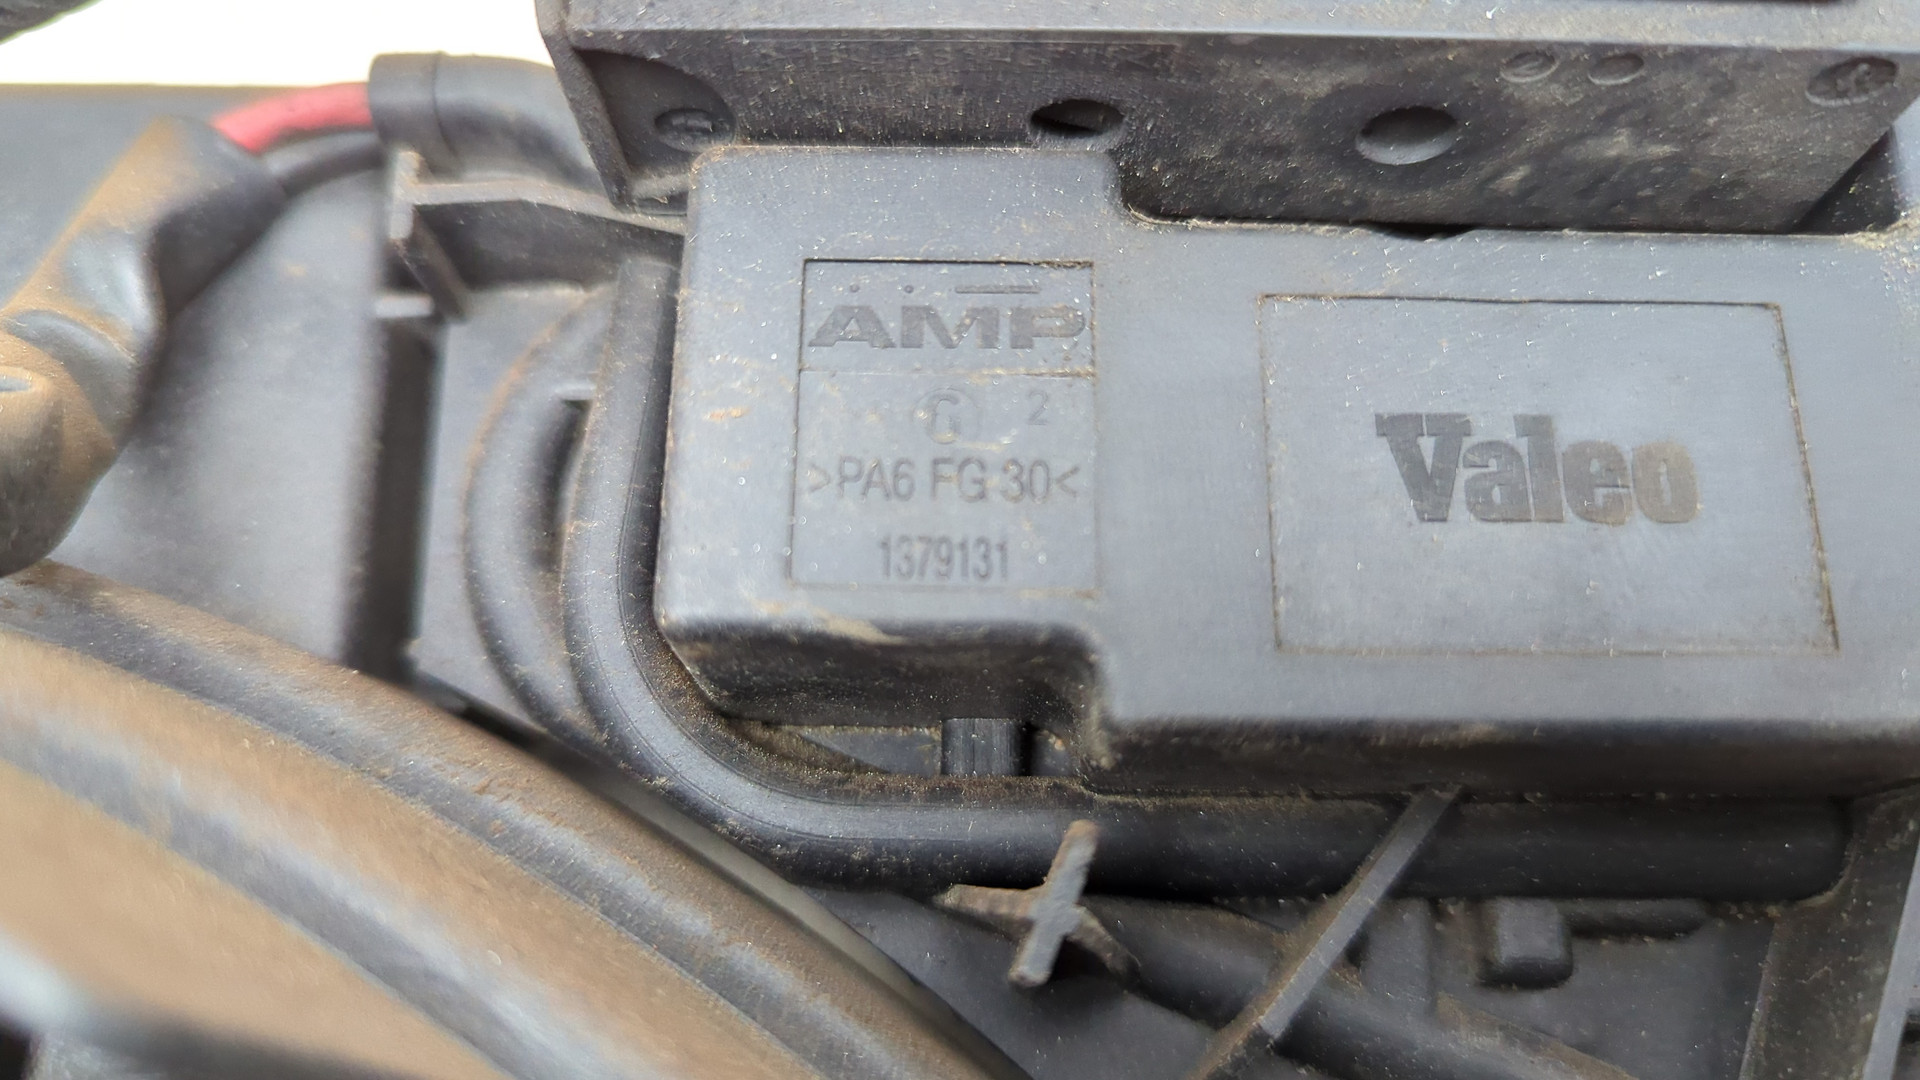 AMP
2
>PA6 FG 30<
1379131
Valeo